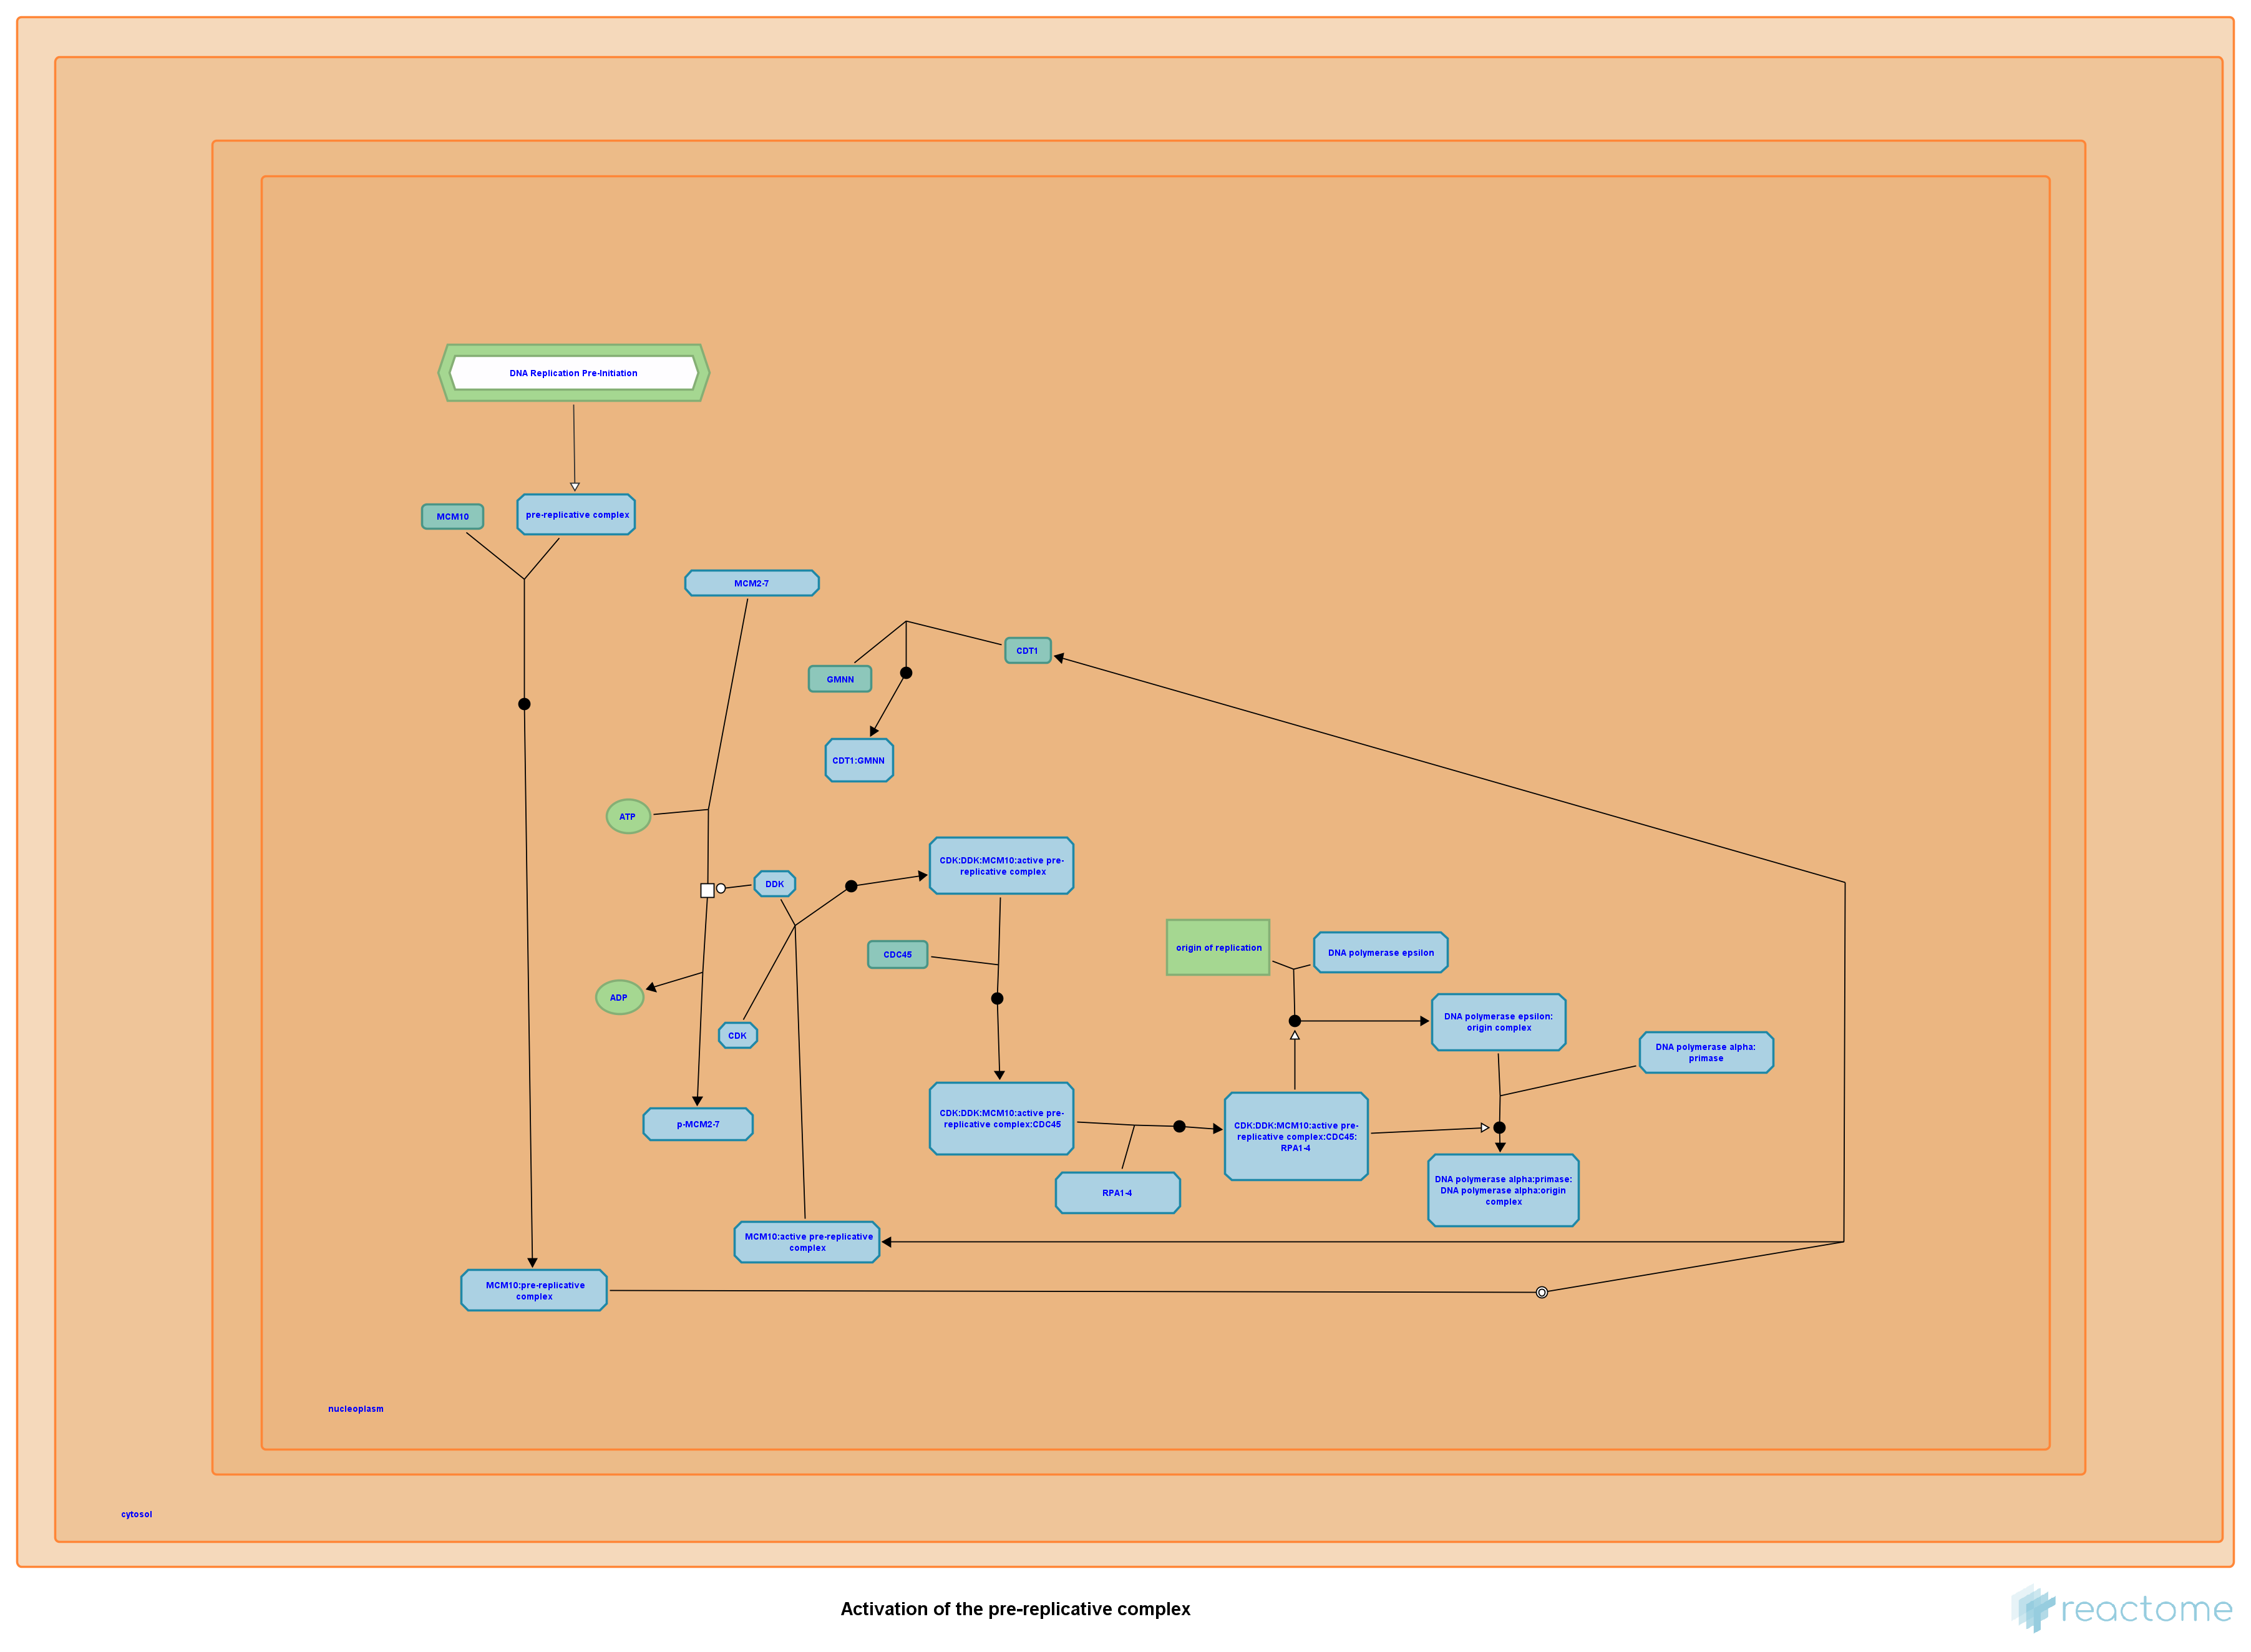 DNA Replication Pre-Initiation
MCM10
pre-replicative complex
MCM2-7
CDT1
GMNN
CDT1:GMNN
ATP
CDK:DDK:MCM10:active pre-
replicative complex
DDK
origin of replication
DNA polymerase epsilon
CDC45
ADP
DNA polymerase epsilon:
origin complex
CDK
DNA polymerase alpha:
primase
CDK:DDK:MCM10:active pre-
replicative complex:CDC45
p-MCM2-7
CDK:DDK:MCM10:active pre-
replicative complex:CDC45:
RPA1-4
RPA1-4
DNA polymerase alpha:primase:
DNA polymerase alpha:origin
complex
MCM10:active pre-replicative
complex
MCM10:pre-replicative
complex
nucleoplasm
cytosol
Activation of the pre-replicative complex
reactome